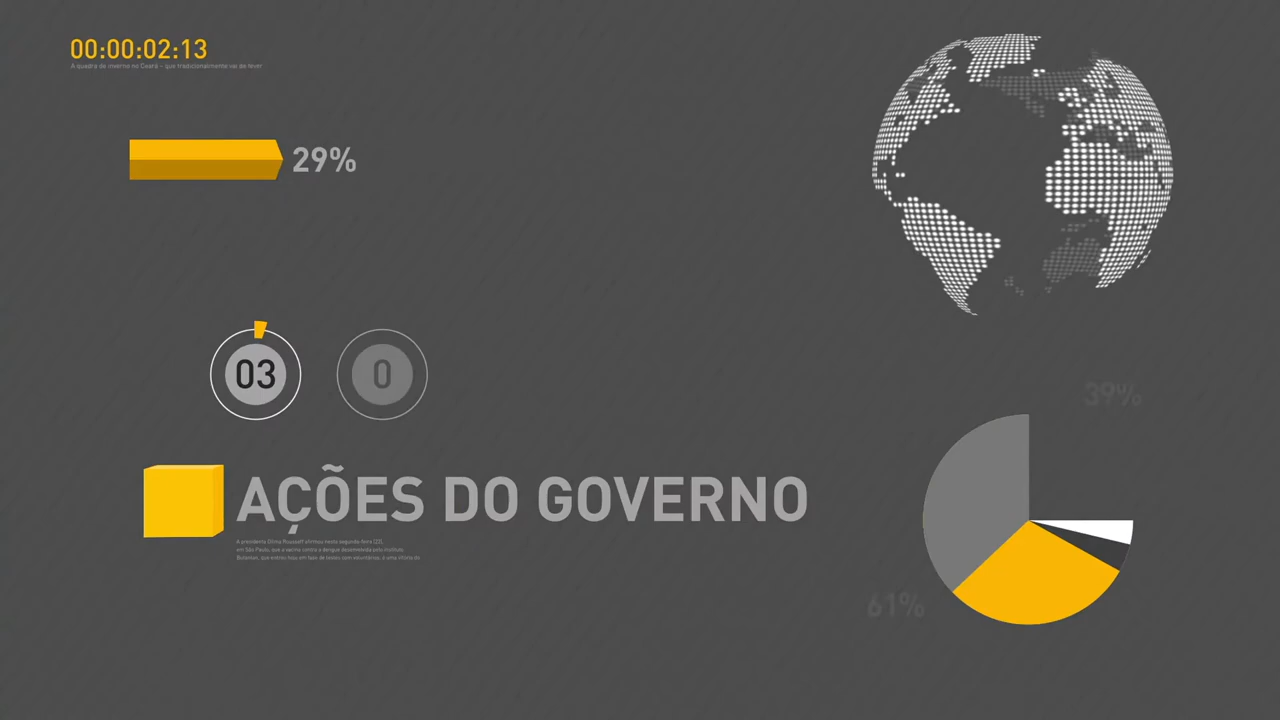 00:00:02:13
A quadra de inverno no Ceará – que tradicionalmente vai de fever
29%
03
0
39%
AÇÕES DO GOVERNO
A presidenta Dilma Rousseff afirmou nesta segunda-feira (22),
em São Paulo, que a vacina contra a dengue desenvolvida pelo Instituto
Butantan, que entrou hoje em fase de testes com voluntários, é uma vitória do
61%